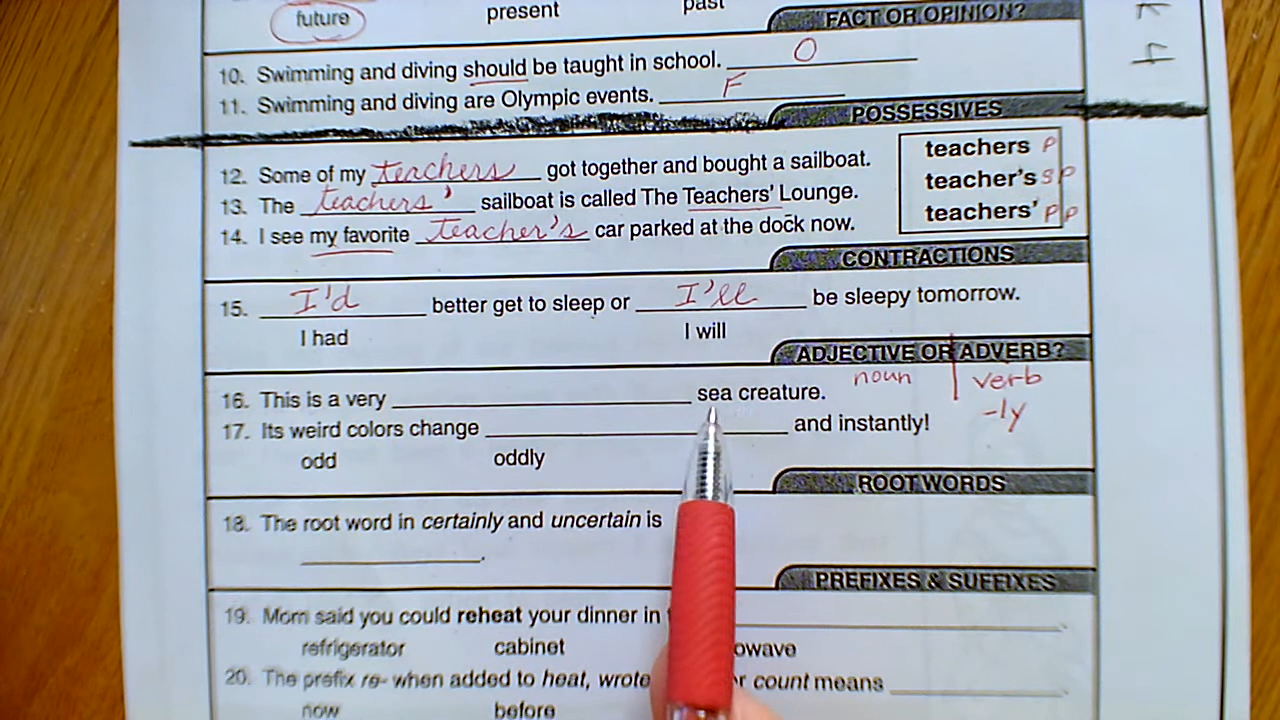 future present past
FACT OR OPINION?
10. Swimming and diving should be taught in school. O
11. Swimming and diving are Olympic events. F
POSSESSIVES
12. Some of my teachers got together and bought a sailboat.
teachers P
13. The teachers' sailboat is called The Teachers' Lounge.
teacher's SP
14. I see my favorite teacher's car parked at the dock now.
teachers' PP
CONTRACTIONS
15. I'd better get to sleep or I'll be sleepy tomorrow.
I had I will
ADJECTIVE OR ADVERB?
noun verb
16. This is a very sea creature.
-ly
17. Its weird colors change and instantly!
odd oddly
ROOT WORDS
18. The root word in certainly and uncertain is
.
PREFIXES & SUFFIXES
19. Mom said you could reheat your dinner in
refrigerator cabinet
20. The prefix re- when added to heat, wrote count means
now before